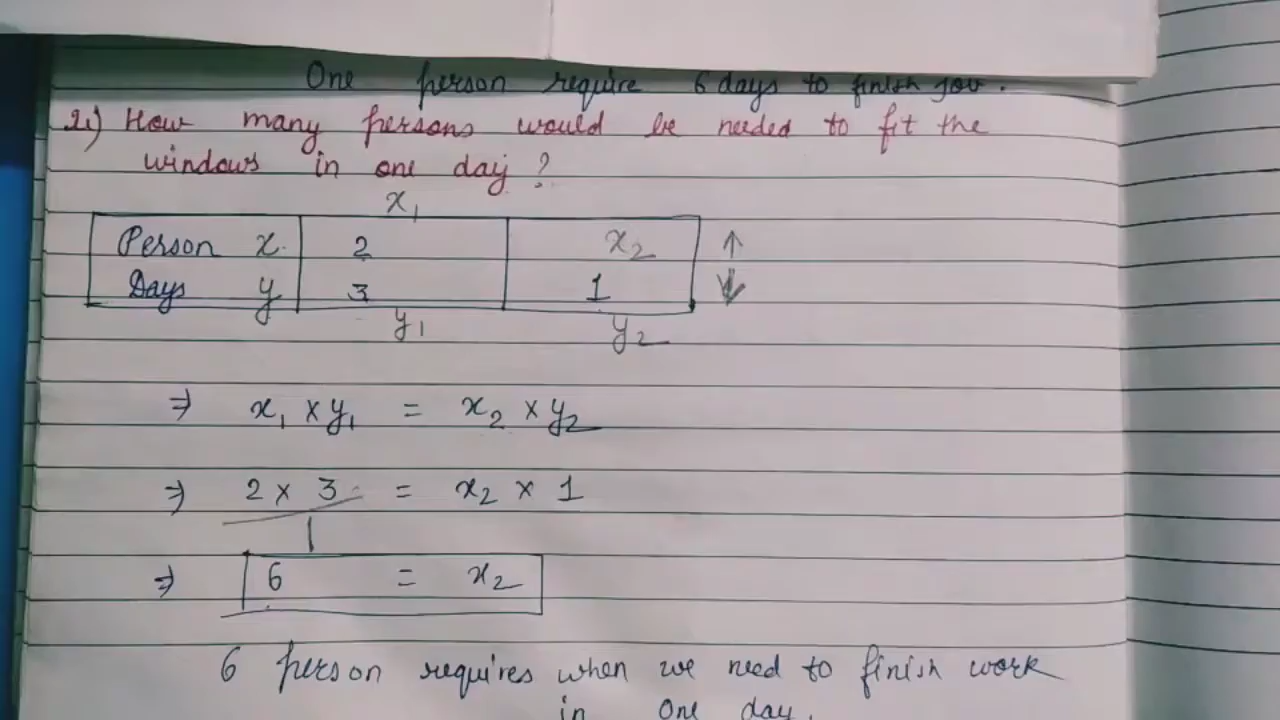 One person require 6 days to finish job.
2.) How many persons would be needed to fit the
windows in one day?
x₁
Person x 2 x₂ ↑
Days y 3 1 ↓
y₁ y₂
⇒ x₁ × y₁ = x₂ × y₂
⇒ 2 × 3 = x₂ × 1
1
⇒ 6 = x₂
6 person requires when we need to finish work
in one day.